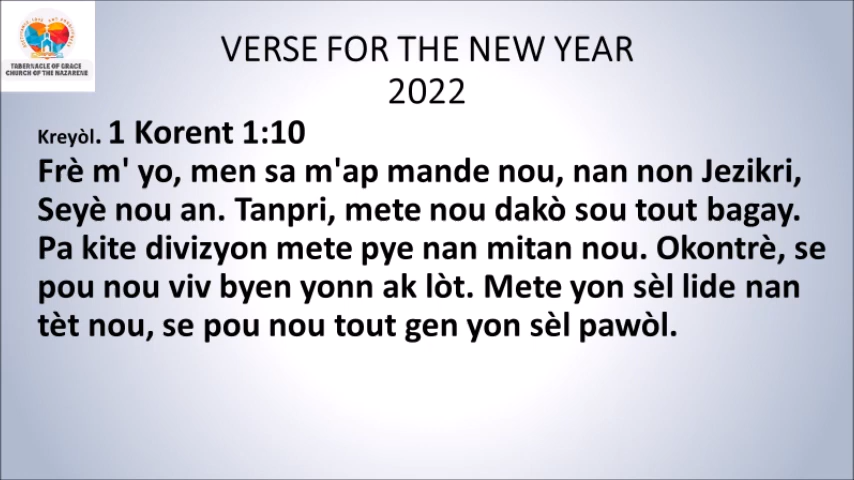 TABERNACLE OF GRACE
CHURCH OF THE NAZARENE
VERSE FOR THE NEW YEAR
2022
Kreyòl. 1 Korent 1:10
Frè m' yo, men sa m'ap mande nou, nan non Jezikri,
Seyè nou an. Tanpri, mete nou dakò sou tout bagay.
Pa kite divizyon mete pye nan mitan nou. Okontrè, se
pou nou viv byen yonn ak lòt. Mete yon sèl lide nan
tèt nou, se pou nou tout gen yon sèl pawòl.